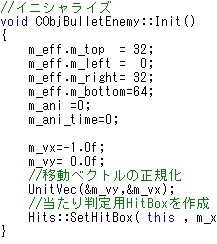 //イニシャライズ
void CObjBulletEnemy::Init()
{
m_eff.m_top = 32;
m_eff.m_left = 0;
m_eff.m_right= 32;
m_eff.m_bottom=64;
m_ani =0;
m_ani_time=0;
m_vx=-1.0f;
m_vy= 0.0f;
//移動ベクトルの正規化
UnitVec(&m_vy,&m_vx);
//当たり判定用HitBoxを作成
Hits::SetHitBox( this , m_x
}